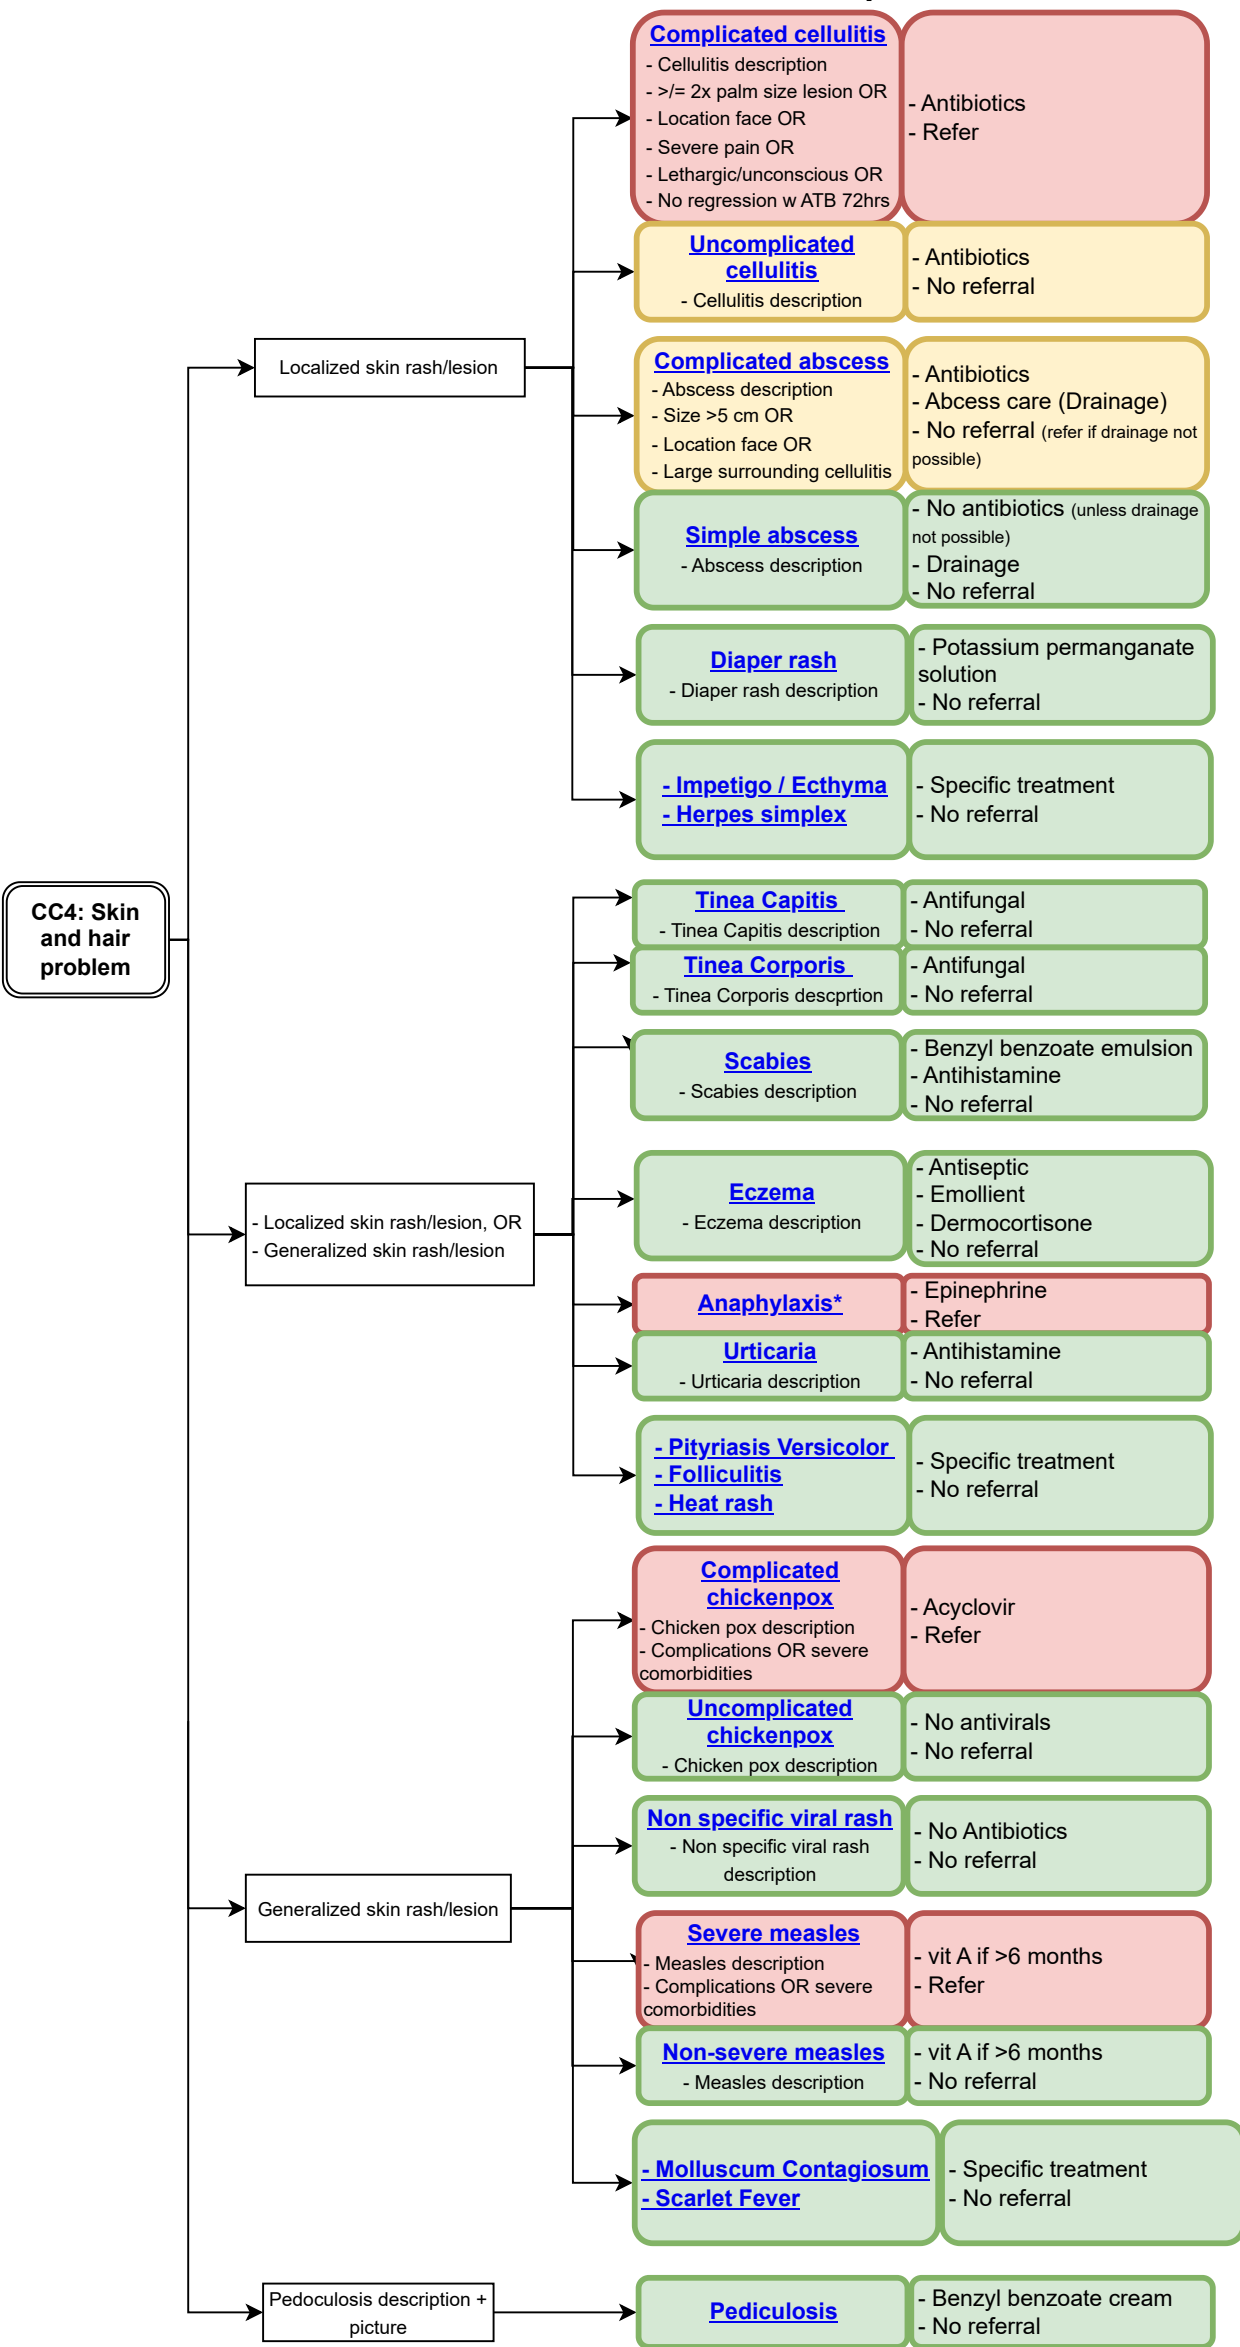 Complicated cellulitis
- Cellulitis description
- >/= 2x palm size lesion OR
- Location face OR
- Severe pain OR
- Lethargic/unconscious OR
- No regression w ATB 72hrs
- Antibiotics
- Refer
Uncomplicated
cellulitis
- Cellulitis description
- Antibiotics
- No referral
Localized skin rash/lesion
Complicated abscess
- Abscess description
- Size >5 cm OR
- Location face OR
- Large surrounding cellulitis
- Antibiotics
- Abcess care (Drainage)
- No referral (refer if drainage not
possible)
Simple abscess
- Abscess description
- No antibiotics (unless drainage
not possible)
- Drainage
- No referral
Diaper rash
- Diaper rash description
- Potassium permanganate
solution
- No referral
- Impetigo / Ecthyma
- Herpes simplex
- Specific treatment
- No referral
CC4: Skin
and hair
problem
Tinea Capitis
- Tinea Capitis description
- Antifungal
- No referral
Tinea Corporis
- Tinea Corporis descprtion
- Antifungal
- No referral
Scabies
- Scabies description
- Benzyl benzoate emulsion
- Antihistamine
- No referral
- Localized skin rash/lesion, OR
- Generalized skin rash/lesion
Eczema
- Eczema description
- Antiseptic
- Emollient
- Dermocortisone
- No referral
Anaphylaxis*
- Epinephrine
- Refer
Urticaria
- Urticaria description
- Antihistamine
- No referral
- Pityriasis Versicolor
- Folliculitis
- Heat rash
- Specific treatment
- No referral
Complicated
chickenpox
- Chicken pox description
- Complications OR severe
comorbidities
- Acyclovir
- Refer
Uncomplicated
chickenpox
- Chicken pox description
- No antivirals
- No referral
Non specific viral rash
- Non specific viral rash
description
- No Antibiotics
- No referral
Generalized skin rash/lesion
Severe measles
- Measles description
- Complications OR severe
comorbidities
- vit A if >6 months
- Refer
Non-severe measles
- Measles description
- vit A if >6 months
- No referral
- Molluscum Contagiosum
- Scarlet Fever
- Specific treatment
- No referral
Pedoculosis description +
picture
Pediculosis
- Benzyl benzoate cream
- No referral